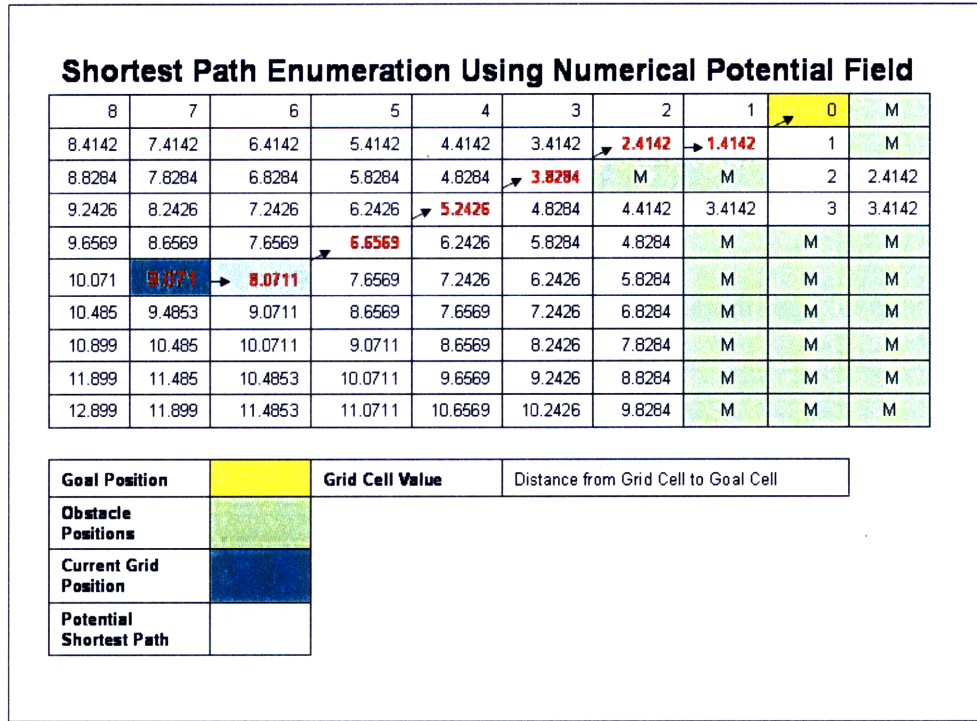 Shortest Path Enumeration Using Numerical Potential Field
8 7 6 5 4 3 2 1 0 M
8.4142 7.4142 6.4142 5.4142 4.4142 3.4142 2.4142 1.4142 1 M
8.8284 7.8284 6.8284 5.8284 4.8284 3.8284 M M 2 2.4142
9.2426 8.2426 7.2426 6.2426 5.2426 4.8284 4.4142 3.4142 3 3.4142
9.6569 8.6569 7.6569 6.6569 6.2426 5.8284 4.8284 M M M
10.071 9.071 8.0711 7.6569 7.2426 6.2426 5.8284 M M M
10.485 9.4853 9.0711 8.6569 7.6569 7.2426 6.8284 M M M
10.899 10.485 10.0711 9.0711 8.6569 8.2426 7.8284 M M M
11.899 11.485 10.4853 10.0711 9.6569 9.2426 8.8284 M M M
12.899 11.899 11.4853 11.0711 10.6569 10.2426 9.8284 M M M
Goal Position Grid Cell Value Distance from Grid Cell to Goal Cell
Obstacle
Positions
Current Grid
Position
Potential
Shortest Path